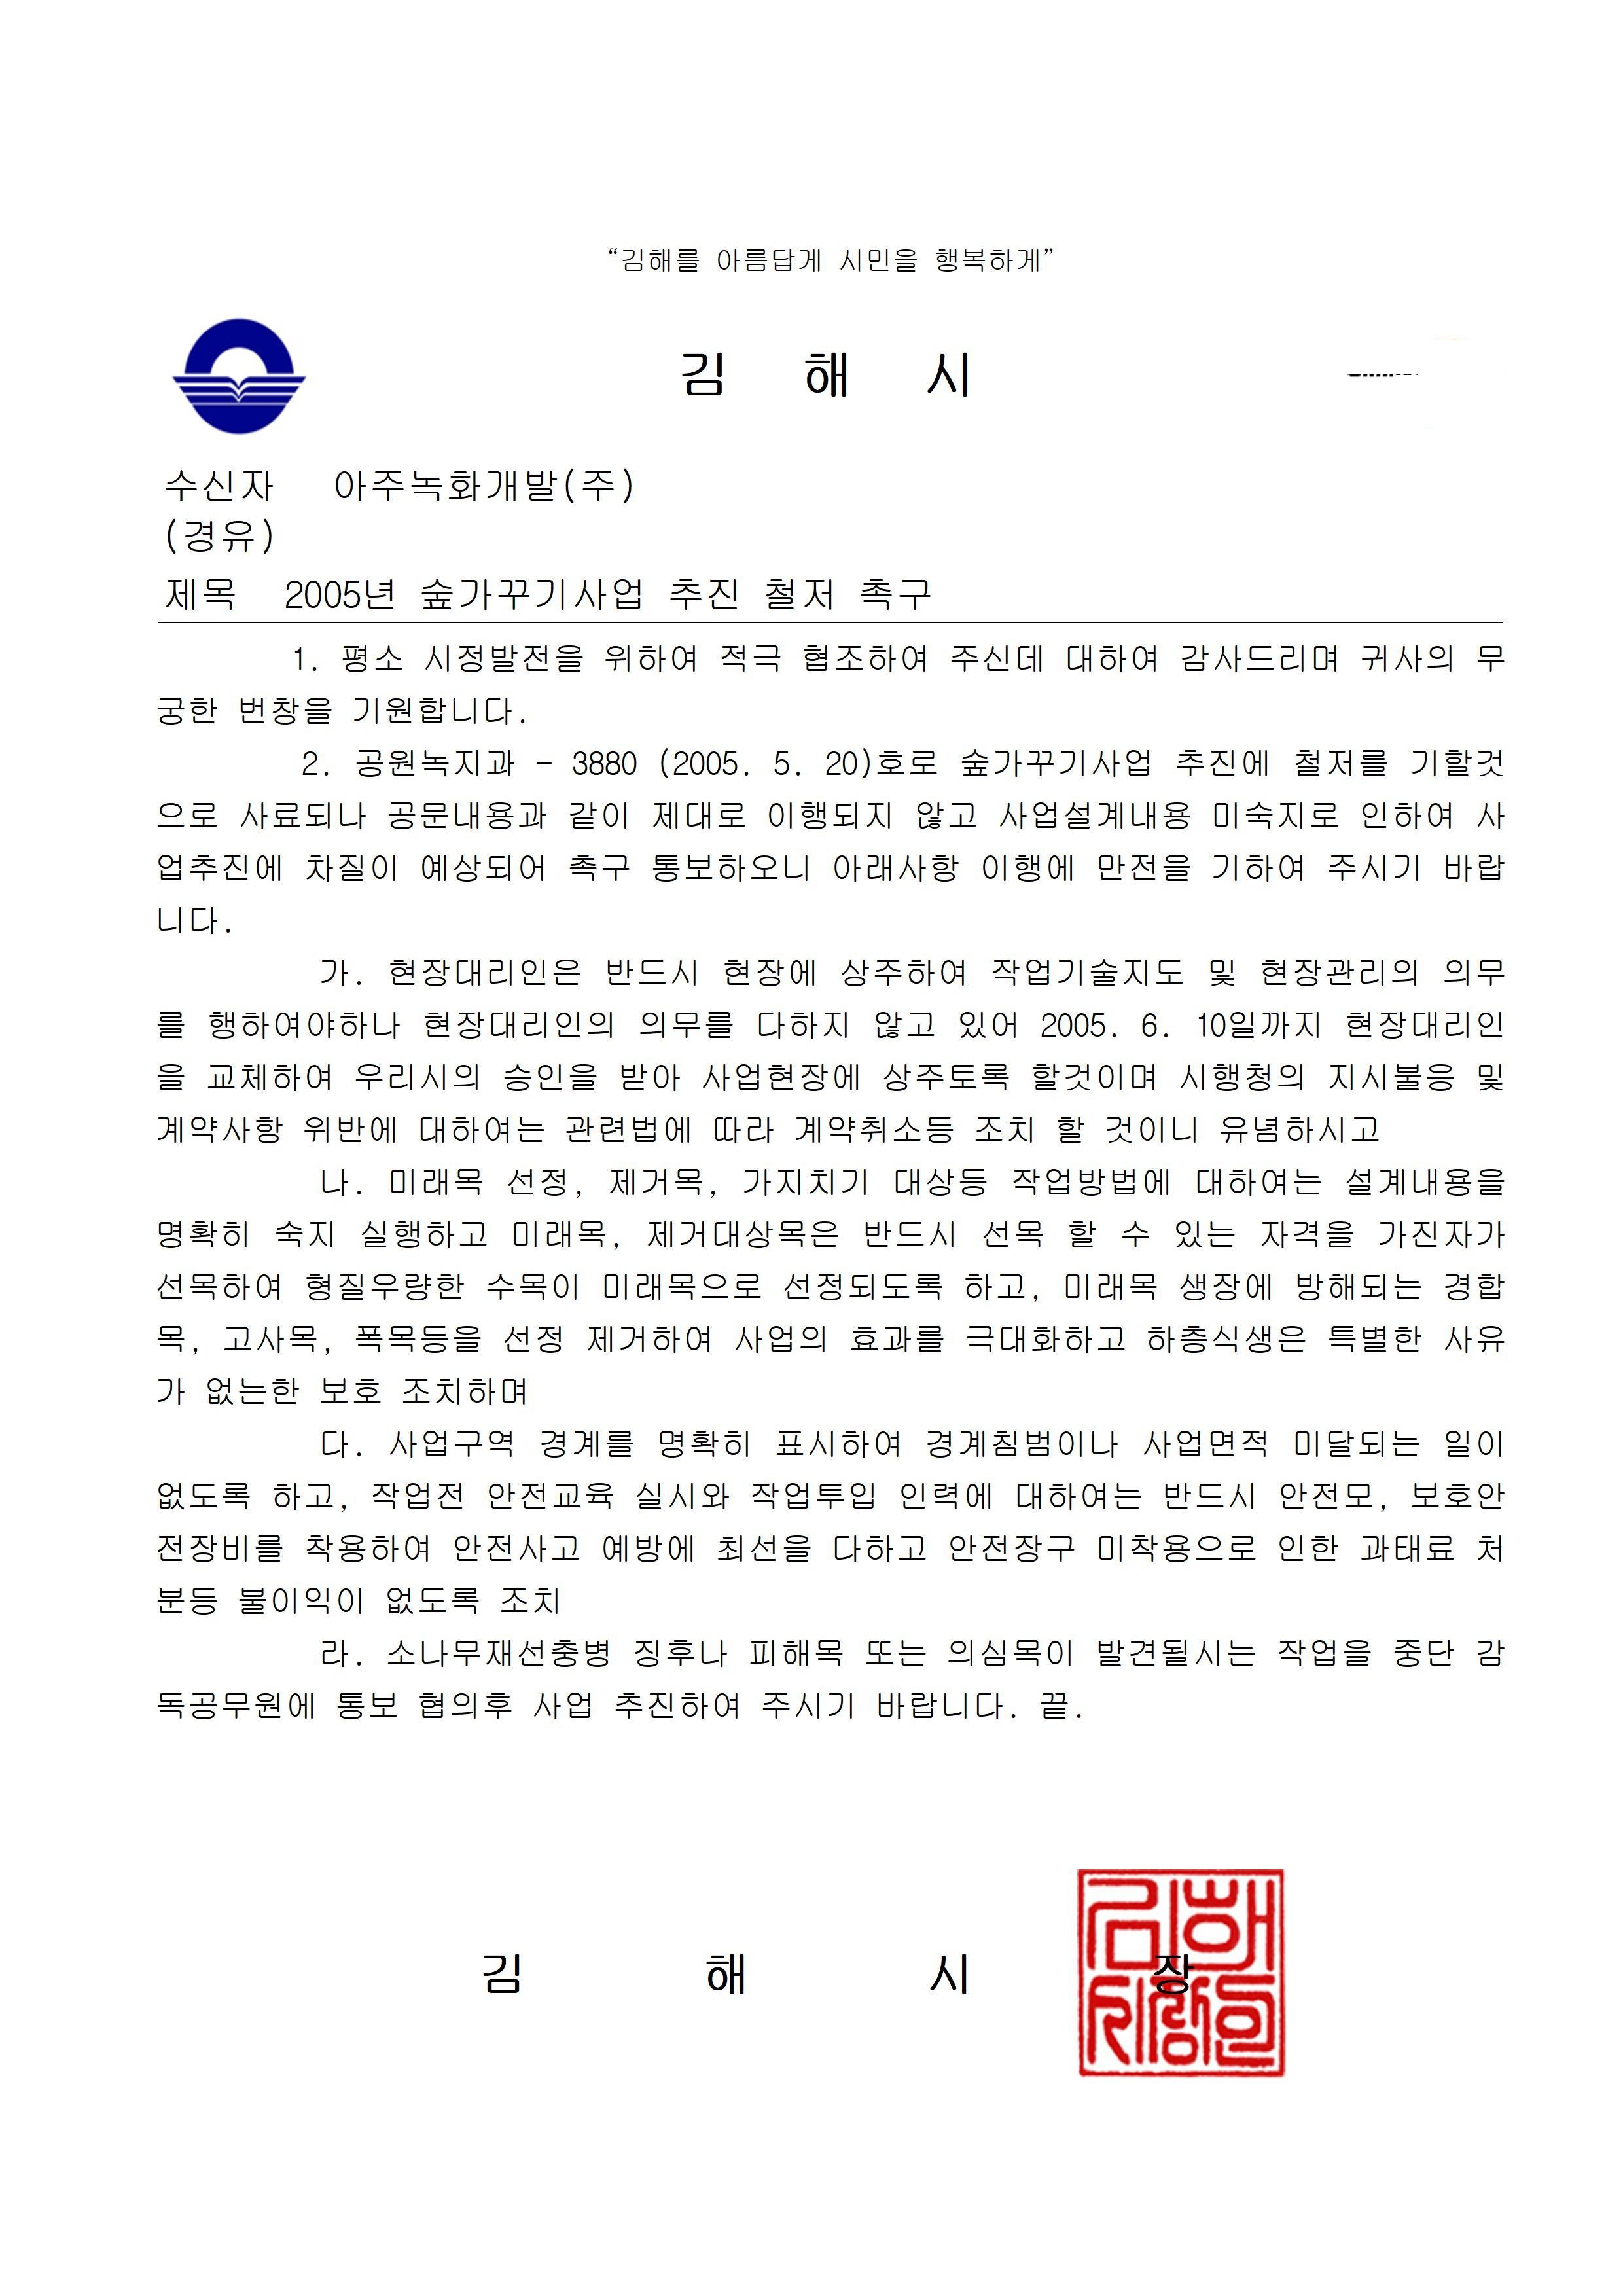 “김해를 아름답게 시민을 행복하게”
김 해 시
수신자 아주녹화개발(주)
(경유)
제목 2005년 숲가꾸기사업 추진 철저 촉구
1. 평소 시정발전을 위하여 적극 협조하여 주신데 대하여 감사드리며 귀사의 무
궁한 번창을 기원합니다.
2. 공원녹지과 - 3880 (2005. 5. 20)호로 숲가꾸기사업 추진에 철저를 기할것
으로 사료되나 공문내용과 같이 제대로 이행되지 않고 사업설계내용 미숙지로 인하여 사
업추진에 차질이 예상되어 촉구 통보하오니 아래사항 이행에 만전을 기하여 주시기 바랍
니다.
가. 현장대리인은 반드시 현장에 상주하여 작업기술지도 및 현장관리의 의무
를 행하여야하나 현장대리인의 의무를 다하지 않고 있어 2005. 6. 10일까지 현장대리인
을 교체하여 우리시의 승인을 받아 사업현장에 상주토록 할것이며 시행청의 지시불응 및
계약사항 위반에 대하여는 관련법에 따라 계약취소등 조치 할 것이니 유념하시고
나. 미래목 선정, 제거목, 가지치기 대상등 작업방법에 대하여는 설계내용을
명확히 숙지 실행하고 미래목, 제거대상목은 반드시 선목 할 수 있는 자격을 가진자가
선목하여 형질우량한 수목이 미래목으로 선정되도록 하고, 미래목 생장에 방해되는 경합
목, 고사목, 폭목등을 선정 제거하여 사업의 효과를 극대화하고 하층식생은 특별한 사유
가 없는한 보호 조치하며
다. 사업구역 경계를 명확히 표시하여 경계침범이나 사업면적 미달되는 일이
없도록 하고, 작업전 안전교육 실시와 작업투입 인력에 대하여는 반드시 안전모, 보호안
전장비를 착용하여 안전사고 예방에 최선을 다하고 안전장구 미착용으로 인한 과태료 처
분등 불이익이 없도록 조치
라. 소나무재선충병 징후나 피해목 또는 의심목이 발견될시는 작업을 중단 감
독공무원에 통보 협의후 사업 추진하여 주시기 바랍니다. 끝.
김 해 시 장